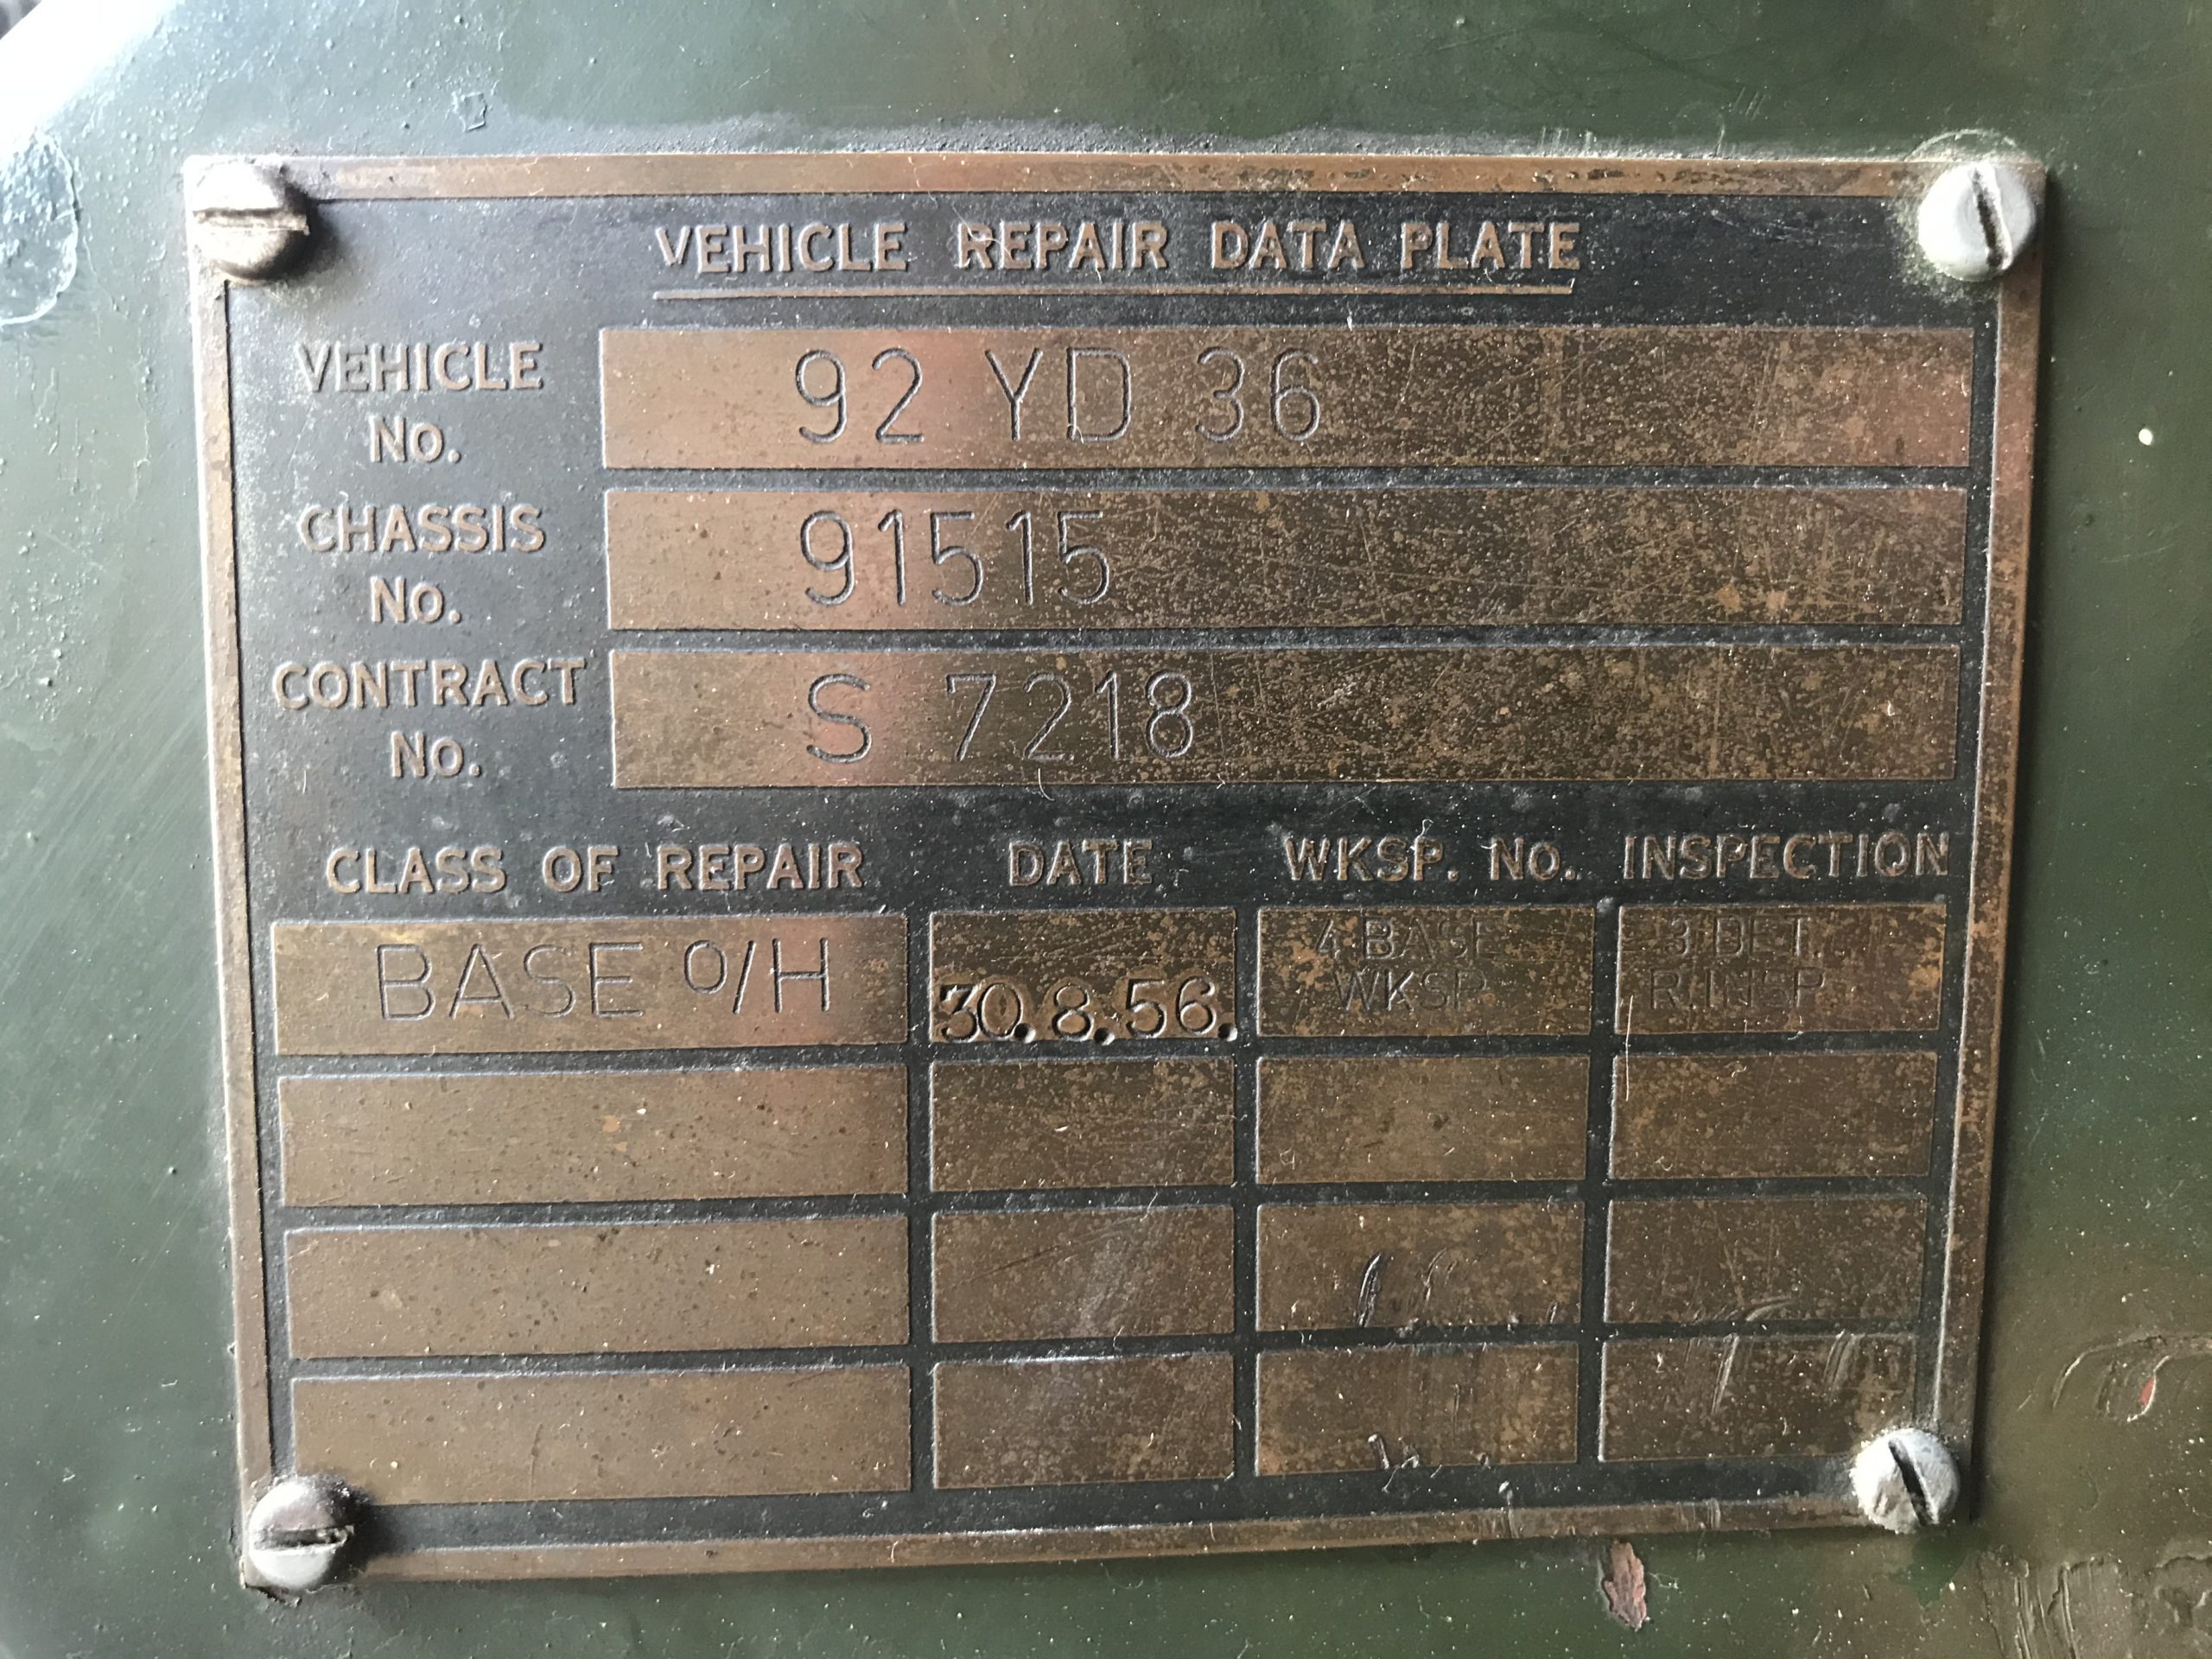 VEHICLE REPAIR DATA PLATE
VEHICLE No. 92 YD 36
CHASSIS No. 91515
CONTRACT No. S 7218
CLASS OF REPAIR DATE WKSP. No. INSPECTION
BASE O/H 30.8.56. 4 BASE WKSP 3 DET. R.INSP